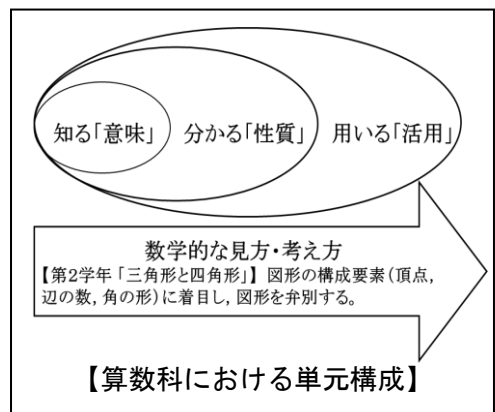 知る「意味」 分かる「性質」 用いる「活用」
数学的な見方・考え方
【第2学年「三角形と四角形」】図形の構成要素(頂点,
辺の数,角の形)に着目し,図形を弁別する。
【算数科における単元構成】